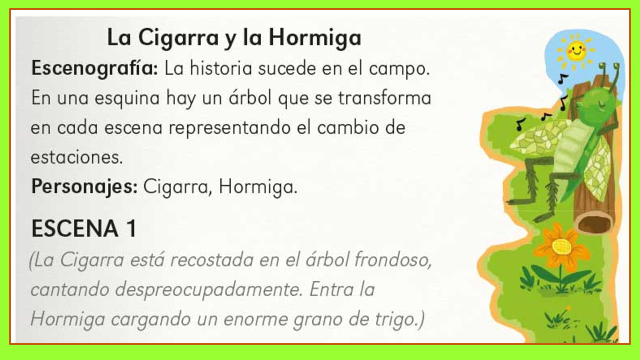 La Cigarra y la Hormiga
Escenografía: La historia sucede en el campo.
En una esquina hay un árbol que se transforma
en cada escena representando el cambio de
estaciones.
Personajes: Cigarra, Hormiga.
ESCENA 1
(La Cigarra está recostada en el árbol frondoso,
cantando despreocupadamente. Entra la
Hormiga cargando un enorme grano de trigo.)